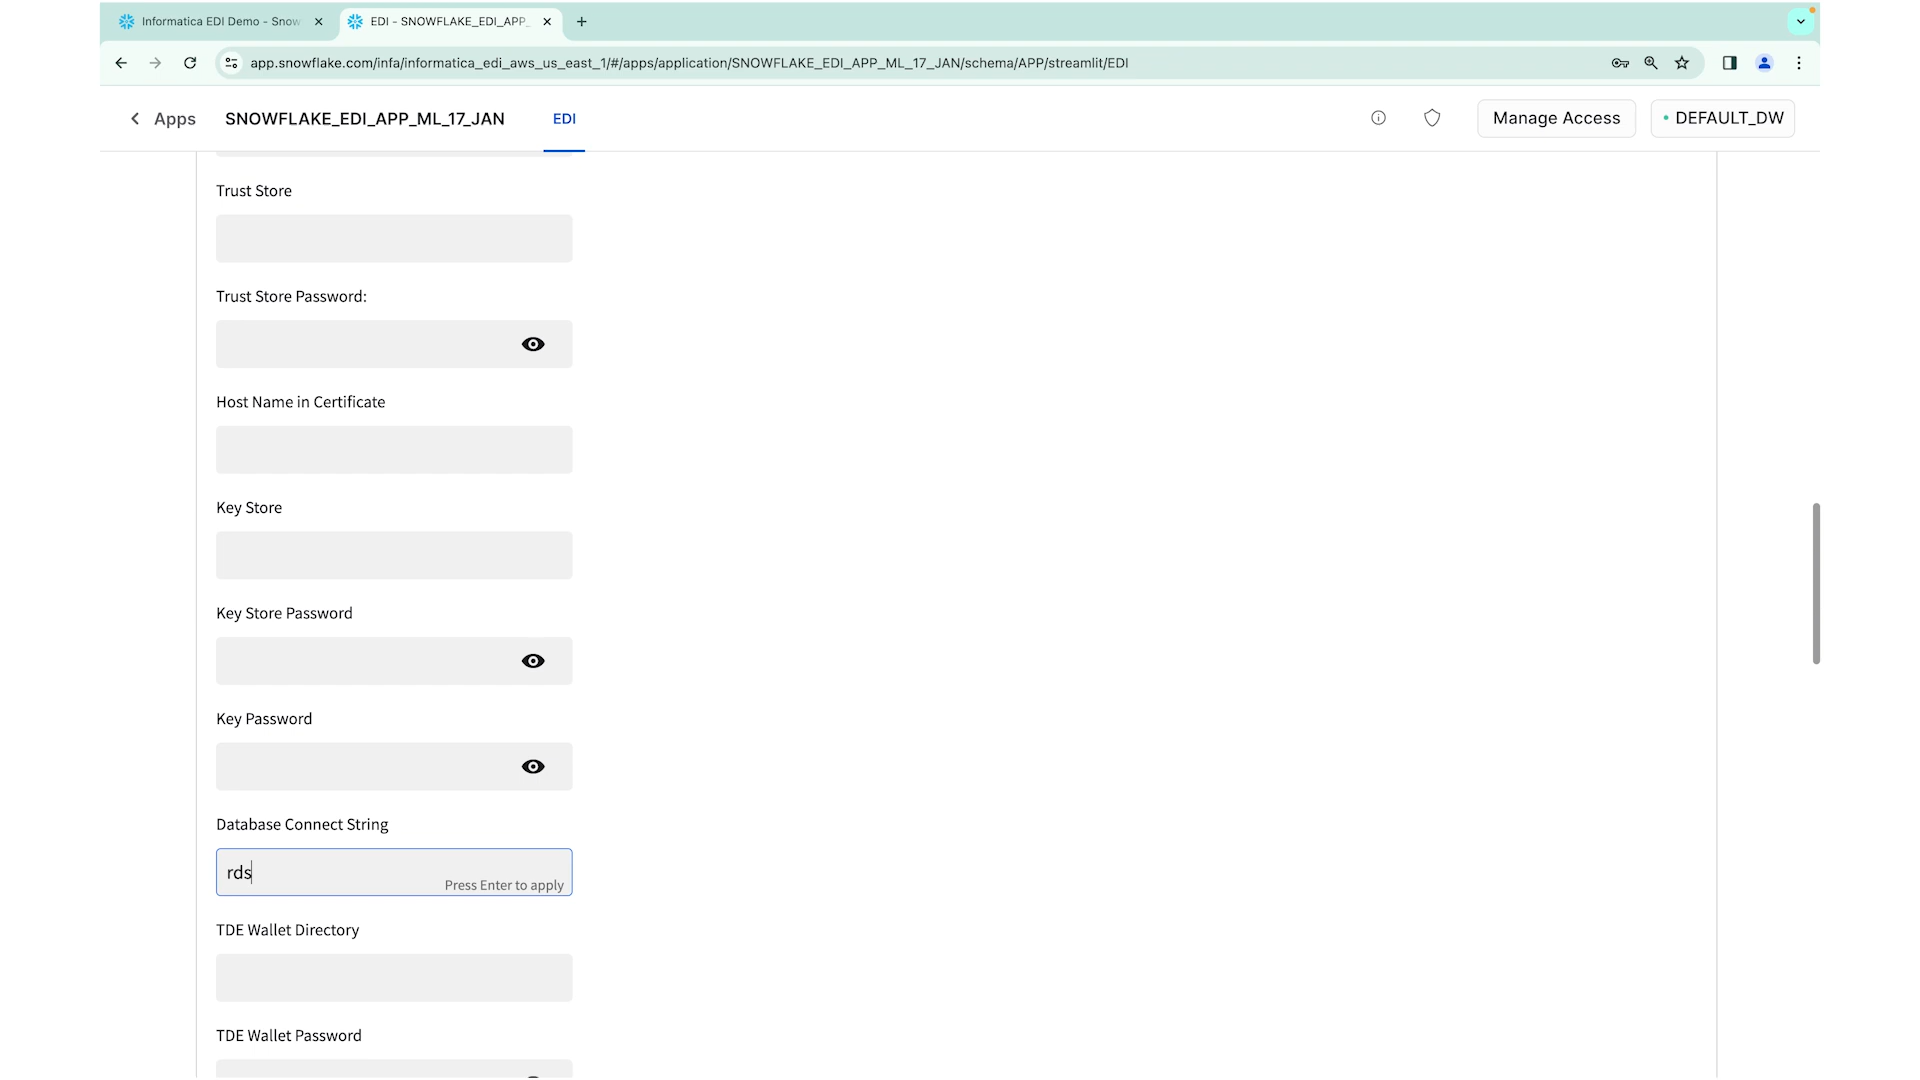 Informatica EDI Demo - Snow
EDI - SNOWFLAKE_EDI_APP_
app.snowflake.com/infa/informatica_edi_aws_us_east_1/#/apps/application/SNOWFLAKE_EDI_APP_ML_17_JAN/schema/APP/streamlit/EDI
Apps SNOWFLAKE_EDI_APP_ML_17_JAN EDI Manage Access DEFAULT_DW
Trust Store
Trust Store Password:
Host Name in Certificate
Key Store
Key Store Password
Key Password
Database Connect String
rds
Press Enter to apply
TDE Wallet Directory
TDE Wallet Password